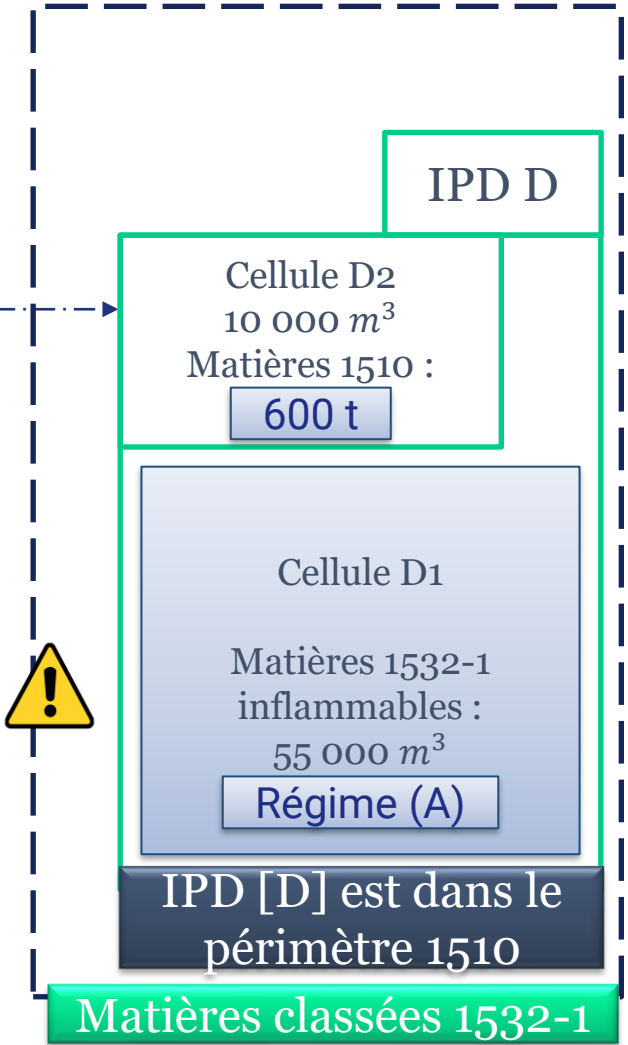 IPD D
Cellule D2
10 000 m³
Matières 1510 :
600 t
Cellule D1
Matières 1532-1
inflammables :
55 000 m³
Régime (A)
IPD [D] est dans le
périmètre 1510
Matières classées 1532-1